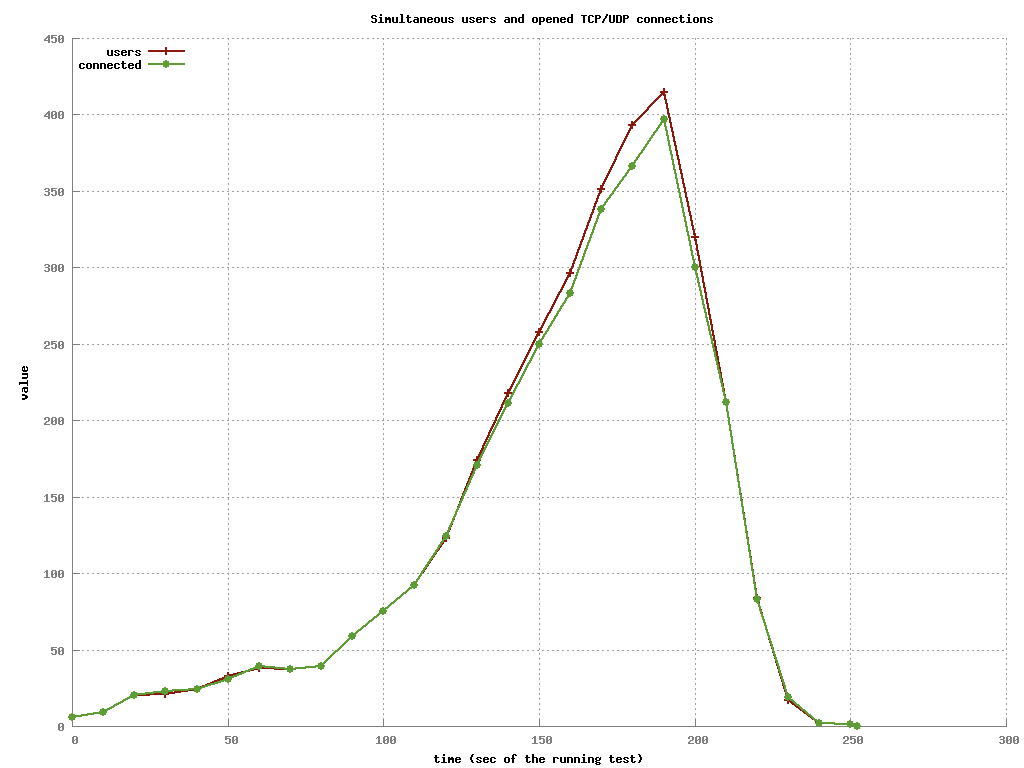 Simultaneous users and opened TCP/UDP connections
450
400
350
300
250
200
150
100
50
0
users
connected
value
0 50 100 150 200 250 300
time (sec of the running test)